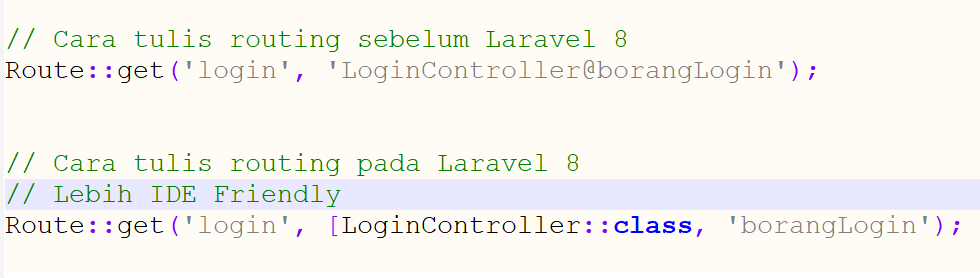 // Cara tulis routing sebelum Laravel 8
Route::get('login', 'LoginController@borangLogin');
// Cara tulis routing pada Laravel 8
// Lebih IDE Friendly
Route::get('login', [LoginController::class, 'borangLogin');